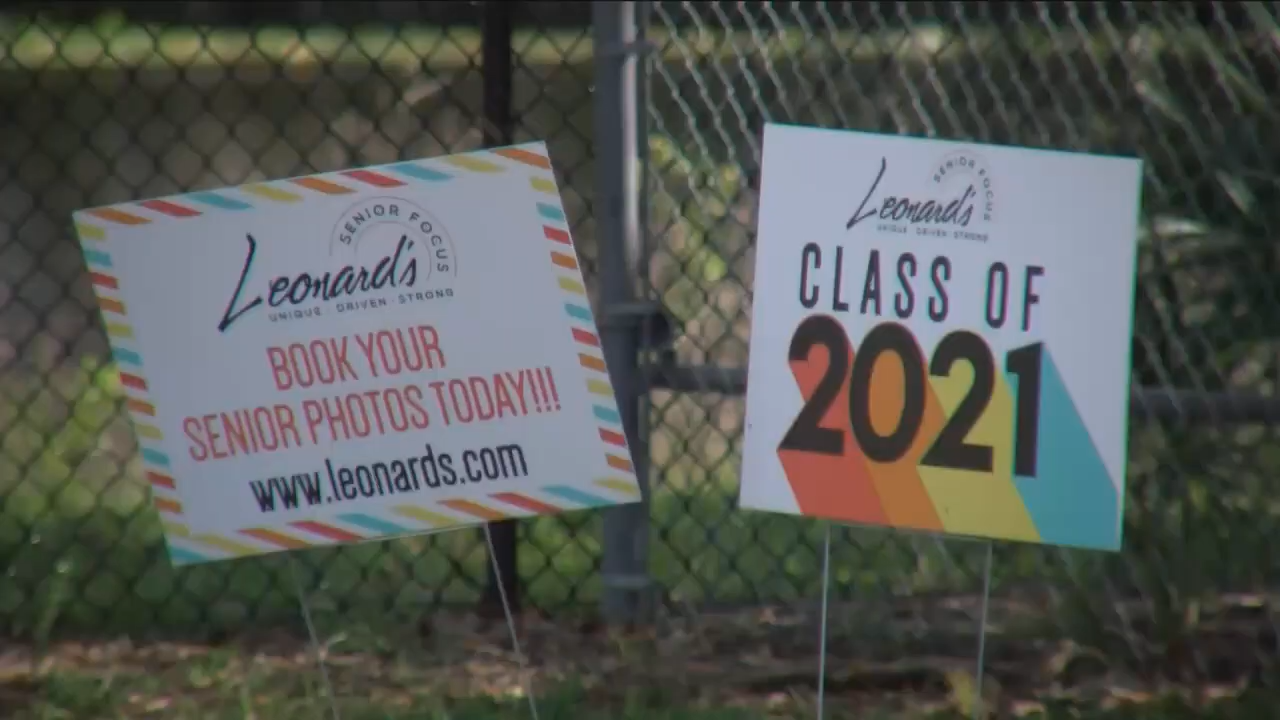 SENIOR FOCUS
Leonard's
UNIQUE · DRIVEN · STRONG
BOOK YOUR
SENIOR PHOTOS TODAY!!!
www.leonards.com
SENIOR FOCUS
Leonard's
UNIQUE · DRIVEN · STRONG
CLASS OF
2021